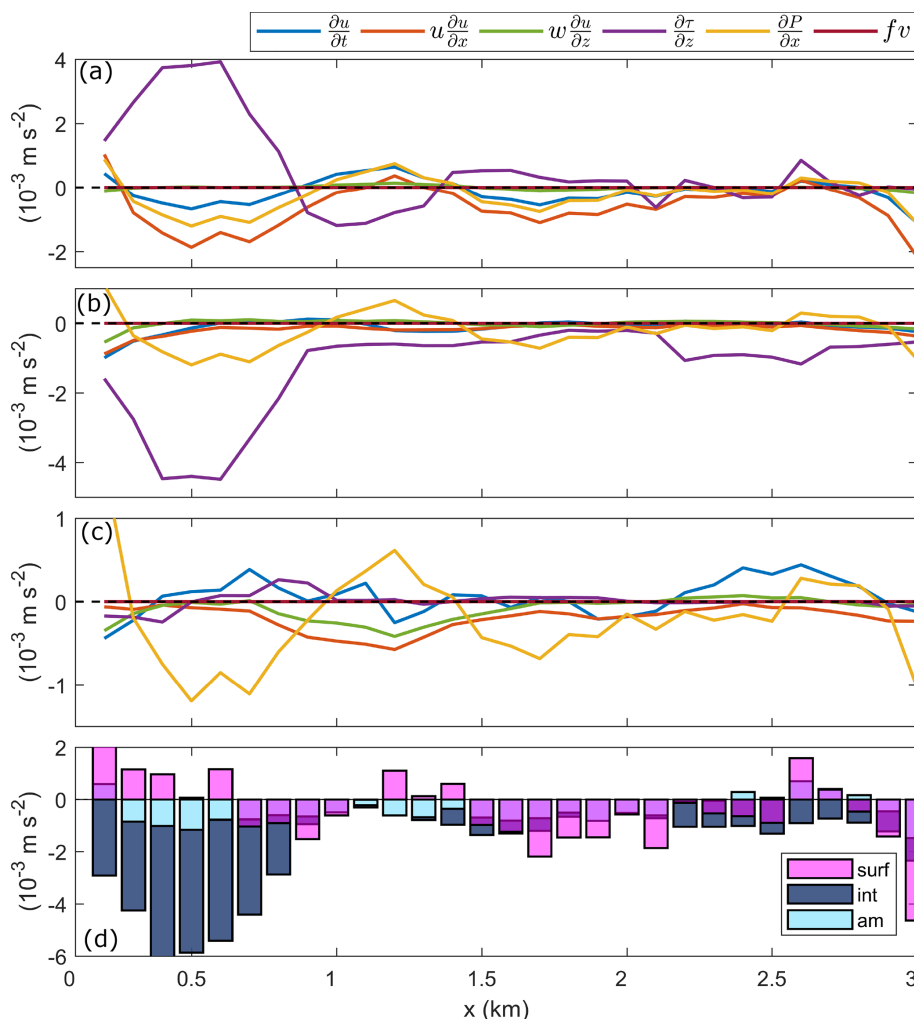 ∂u/∂t u∂u/∂x w∂u/∂z ∂τ/∂z ∂P/∂x fv
(a)
4
2
0
-2
(10⁻³ m s⁻²)
(b)
0
-2
-4
(10⁻³ m s⁻²)
(c)
1
0
-1
(10⁻³ m s⁻²)
2
0
-2
-4
-6
(10⁻³ m s⁻²)
surf
int
am
(d)
0 0.5 1 1.5 2 2.5 3
x (km)